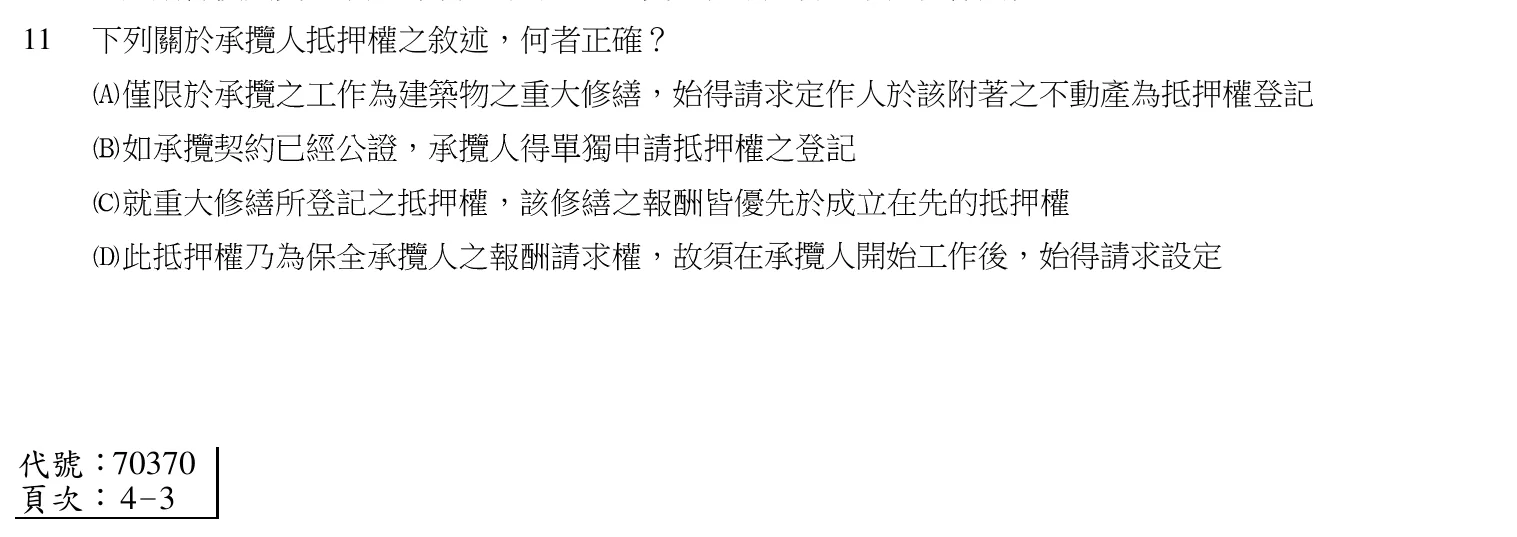 11 下列關於承攬人抵押權之敘述，何者正確？
(A)僅限於承攬之工作為建築物之重大修繕，始得請求定作人於該附著之不動產為抵押權登記
(B)如承攬契約已經公證，承攬人得單獨申請抵押權之登記
(C)就重大修繕所登記之抵押權，該修繕之報酬皆優先於成立在先的抵押權
(D)此抵押權乃為保全承攬人之報酬請求權，故須在承攬人開始工作後，始得請求設定
代號：70370
頁次：4－3